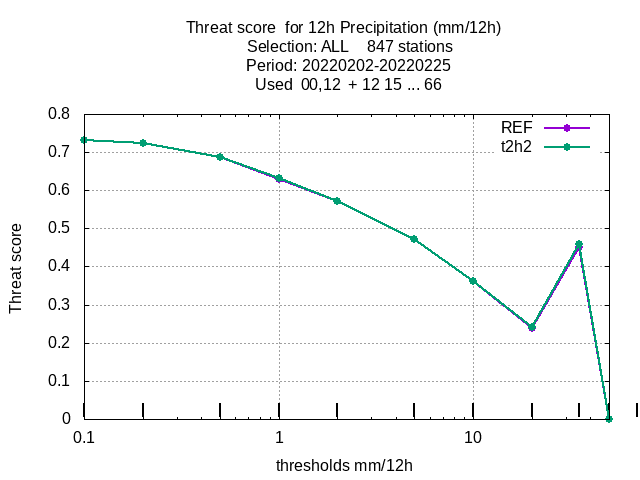 Threat score  for 12h Precipitation (mm/12h)
Selection: ALL    847 stations
Period: 20220202-20220225
Used  00,12  + 12 15 ... 66
REF
t2h2
0.8
0.7
0.6
0.5
0.4
0.3
0.2
0.1
0
Threat score
0.1 1 10
thresholds mm/12h